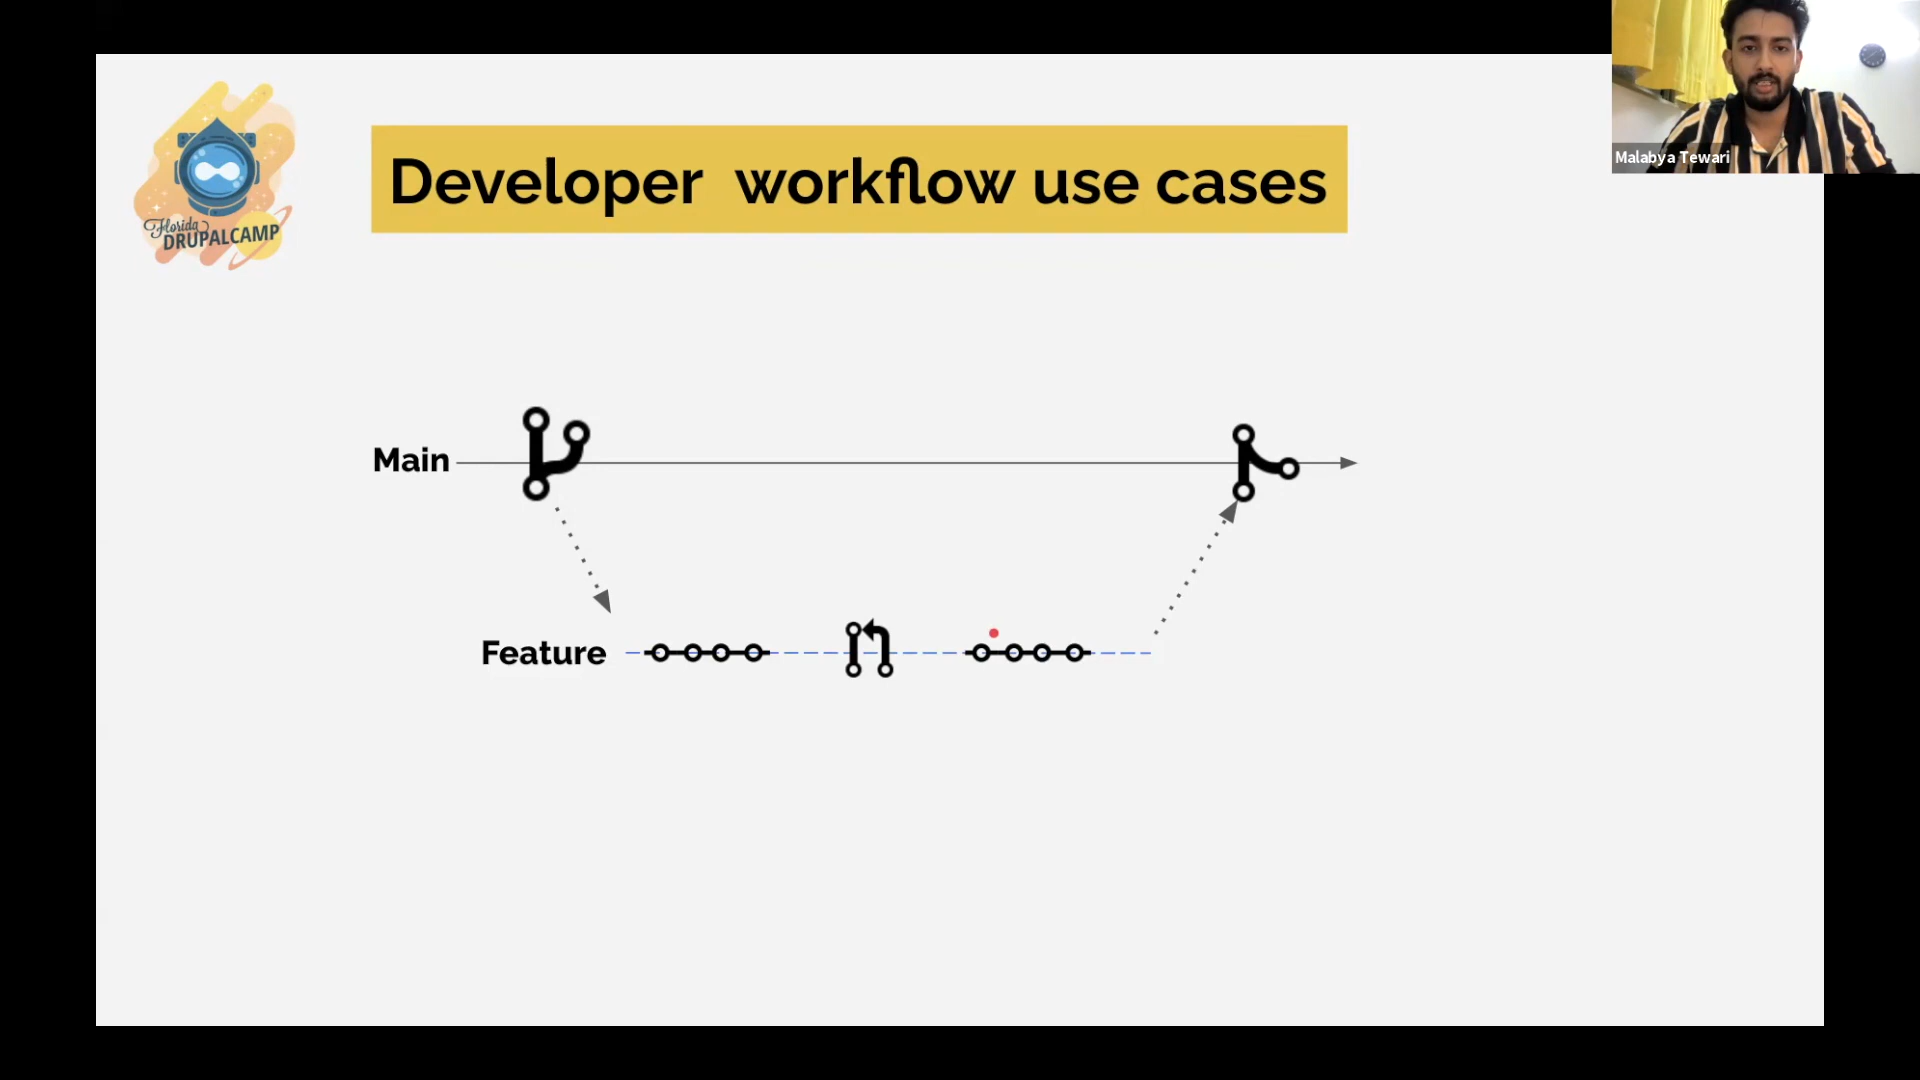 Malabya Tewari
Florida
DRUPALCAMP
Developer workflow use cases
Main
Feature